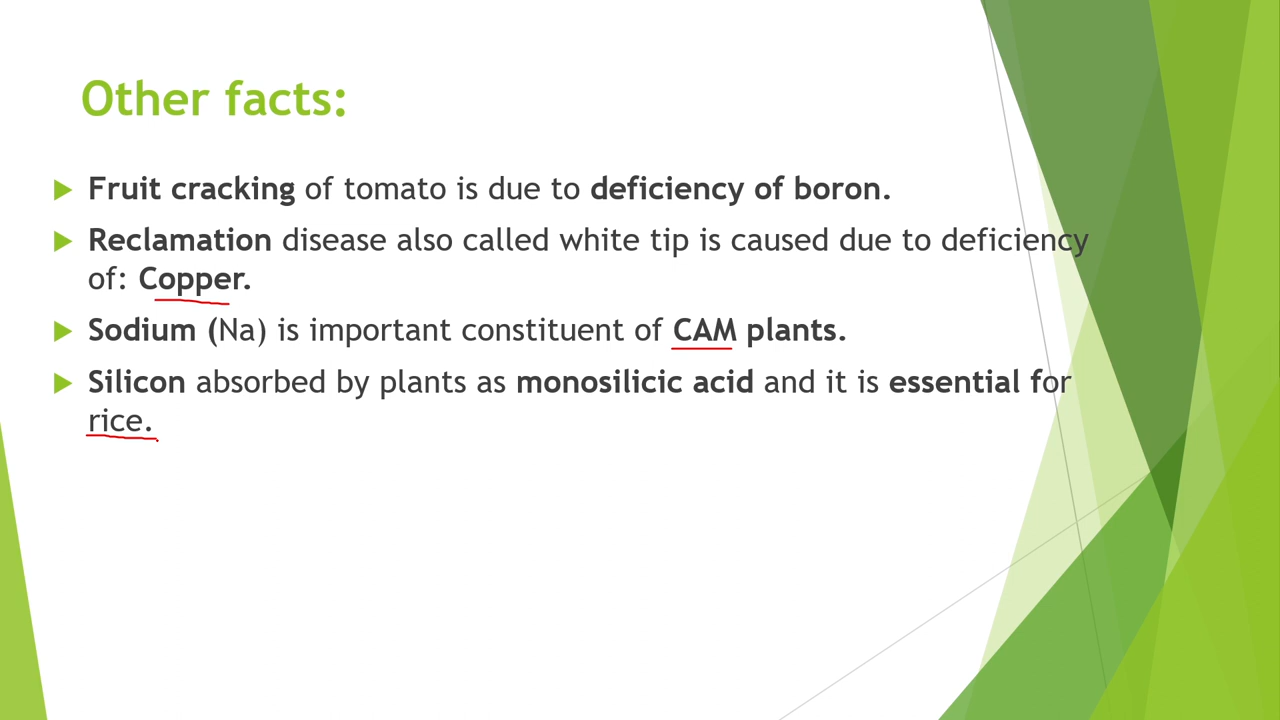 Other facts:
Fruit cracking of tomato is due to deficiency of boron.
Reclamation disease also called white tip is caused due to deficiency
of: Copper.
Sodium (Na) is important constituent of CAM plants.
Silicon absorbed by plants as monosilicic acid and it is essential for
rice.